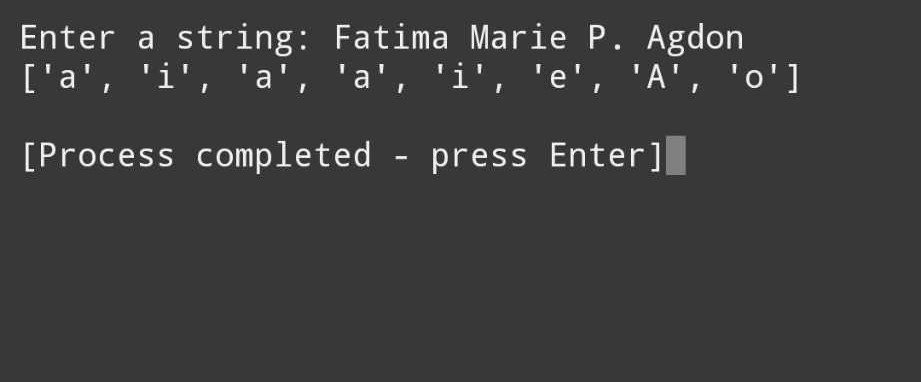 Enter a string: Fatima Marie P. Agdon
['a', 'i', 'a', 'a', 'i', 'e', 'A', 'o']
[Process completed - press Enter]